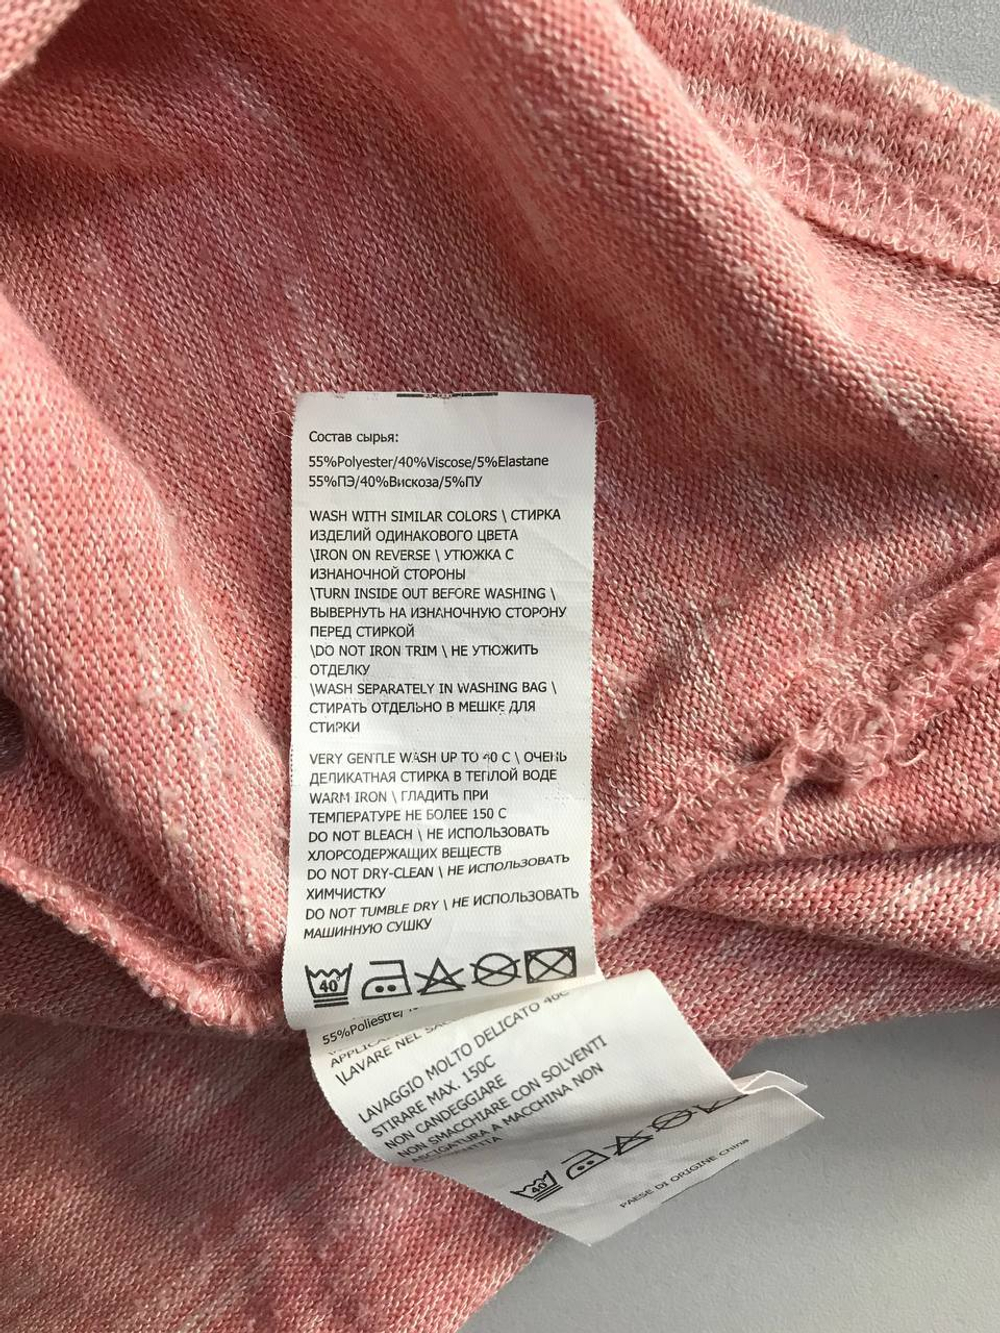 Состав сырья:
55%Polyester/40%Viscose/5%Elastane
55%ПЭ/40%Вискоза/5%ПУ
WASH WITH SIMILAR COLORS \ СТИРКА
ИЗДЕЛИЙ ОДИНАКОВОГО ЦВЕТА
\IRON ON REVERSE \ УТЮЖКА С
ИЗНАНОЧНОЙ СТОРОНЫ
\TURN INSIDE OUT BEFORE WASHING \
ВЫВЕРНУТЬ НА ИЗНАНОЧНУЮ СТОРОНУ
ПЕРЕД СТИРКОЙ
\DO NOT IRON TRIM \ НЕ УТЮЖИТЬ
ОТДЕЛКУ
\WASH SEPARATELY IN WASHING BAG \
СТИРАТЬ ОТДЕЛЬНО В МЕШКЕ ДЛЯ
СТИРКИ
VERY GENTLE WASH UP TO 40 C \ ОЧЕНЬ
ДЕЛИКАТНАЯ СТИРКА В ТЕПЛОЙ ВОДЕ
WARM IRON \ ГЛАДИТЬ ПРИ
ТЕМПЕРАТУРЕ НЕ БОЛЕЕ 150 С
DO NOT BLEACH \ НЕ ИСПОЛЬЗОВАТЬ
ХЛОРСОДЕРЖАЩИХ ВЕЩЕСТВ
DO NOT DRY-CLEAN \ НЕ ИСПОЛЬЗОВАТЬ
ХИМЧИСТКУ
DO NOT TUMBLE DRY \ НЕ ИСПОЛЬЗОВАТЬ
МАШИННУЮ СУШКУ
40
55%Poliestre/
\LAVARE NEL
LAVAGGIO MOLTO DELICATO 40C
STIRARE MAX. 150C
NON CANDEGGIARE
NON SMACCHIARE CON SOLVENTI
ASCIGATURA A MACCHINA NON
40
PAESE DI ORIGINE China